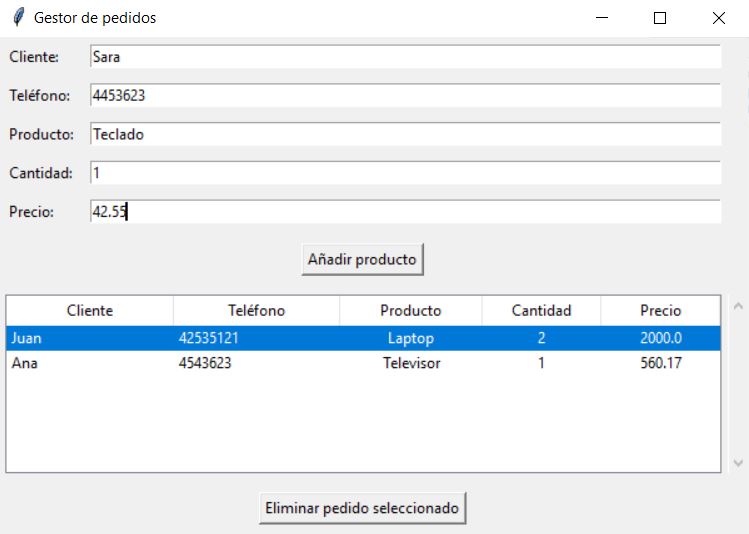 Gestor de pedidos
Cliente: Sara
Teléfono: 4453623
Producto: Teclado
Cantidad: 1
Precio: 42.55
Añadir producto
Cliente Teléfono Producto Cantidad Precio
Juan 42535121 Laptop 2 2000.0
Ana 4543623 Televisor 1 560.17
Eliminar pedido seleccionado